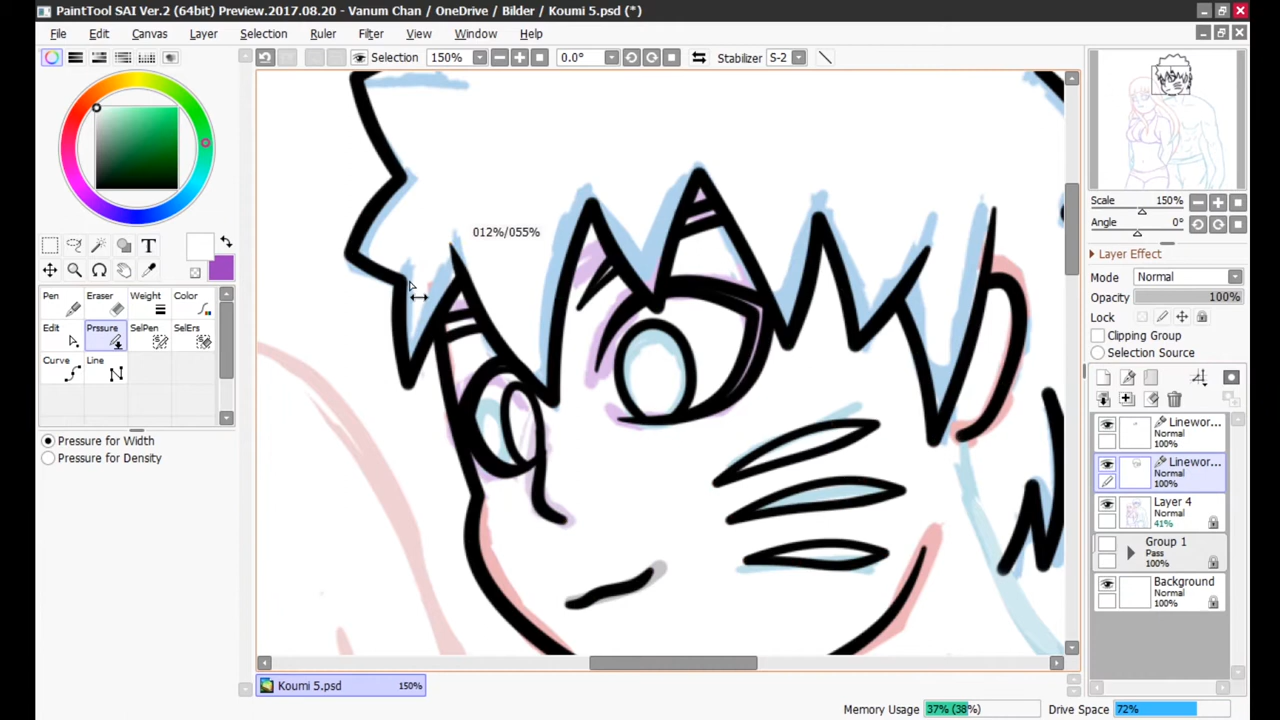 PaintTool SAI Ver.2 (64bit) Preview.2017.08.20 - Vanum Chan / OneDrive / Bilder / Koumi 5.psd (*)
File Edit Canvas Layer Selection Ruler Filter View Window Help
Selection 150% 0.0° Stabilizer S-2
012%/055%
T
Pen Eraser Weight Color
Edit Prssure SelPen SelErs
Curve Line
Pressure for Width
Pressure for Density
Scale 150%
Angle 0°
Layer Effect
Mode Normal
Opacity 100%
Lock
Clipping Group
Selection Source
Linewor...
Normal
100%
Linewor...
Normal
100%
Layer 4
Normal
41%
Group 1
Pass
100%
Background
Normal
100%
Koumi 5.psd 150%
Memory Usage 37% (38%) Drive Space 72%